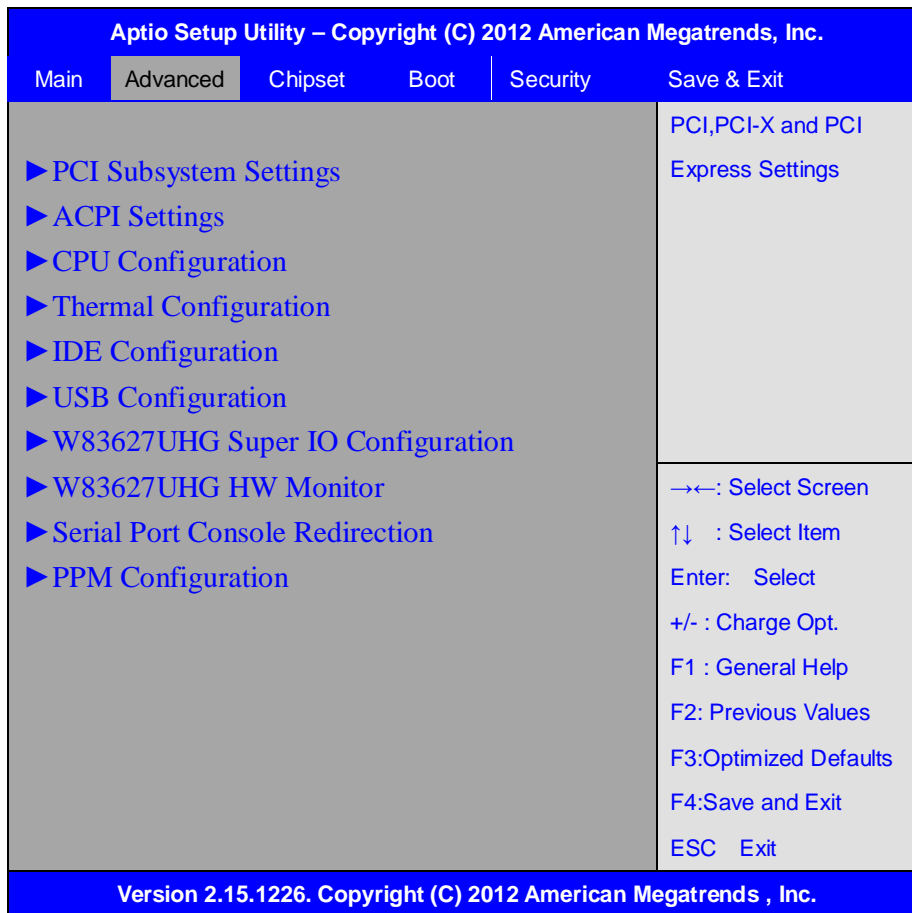 Aptio Setup Utility – Copyright (C) 2012 American Megatrends, Inc.
Main Advanced Chipset Boot Security Save & Exit
►PCI Subsystem Settings
►ACPI Settings
►CPU Configuration
►Thermal Configuration
►IDE Configuration
►USB Configuration
►W83627UHG Super IO Configuration
►W83627UHG HW Monitor
►Serial Port Console Redirection
►PPM Configuration
PCI,PCI-X and PCI
Express Settings
→←: Select Screen
↑↓ : Select Item
Enter: Select
+/- : Charge Opt.
F1 : General Help
F2: Previous Values
F3:Optimized Defaults
F4:Save and Exit
ESC Exit
Version 2.15.1226. Copyright (C) 2012 American Megatrends , Inc.